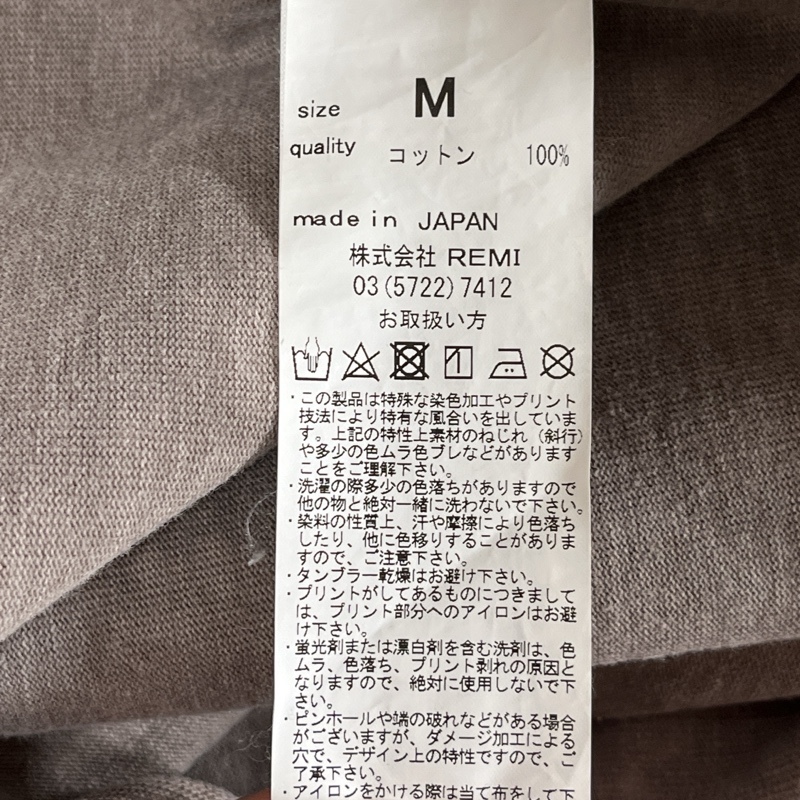 size M
quality コットン 100%
made in JAPAN
株式会社 REMI
03(5722)7412
お取扱い方
・この製品は特殊な染色加工やプリント
技法により特有な風合いを出していま
す。上記の特性上素材のねじれ（斜行）
や多少の色ムラ色ブレなどがあります
ことをご理解下さい。
・洗濯の際多少の色落ちがありますので
他の物と絶対一緒に洗わないで下さい。
・染料の性質上、汗や摩擦により色落ち
したり、他に色移りすることがありま
すので、ご注意下さい。
・タンブラー乾燥はお避け下さい。
・プリントがしてあるものにつきまして
は、プリント部分へのアイロンはお避
け下さい。
・蛍光剤または漂白剤を含む洗剤は、色
ムラ、色落ち、プリント剥れの原因と
なりますので、絶対に使用しないで下
さい。
・ピンホールや端の破れなどがある場合
がございますが、ダメージ加工による
穴で、デザイン上の特性ですので、ご
了承下さい。
・アイロンをかける際は当て布をして下